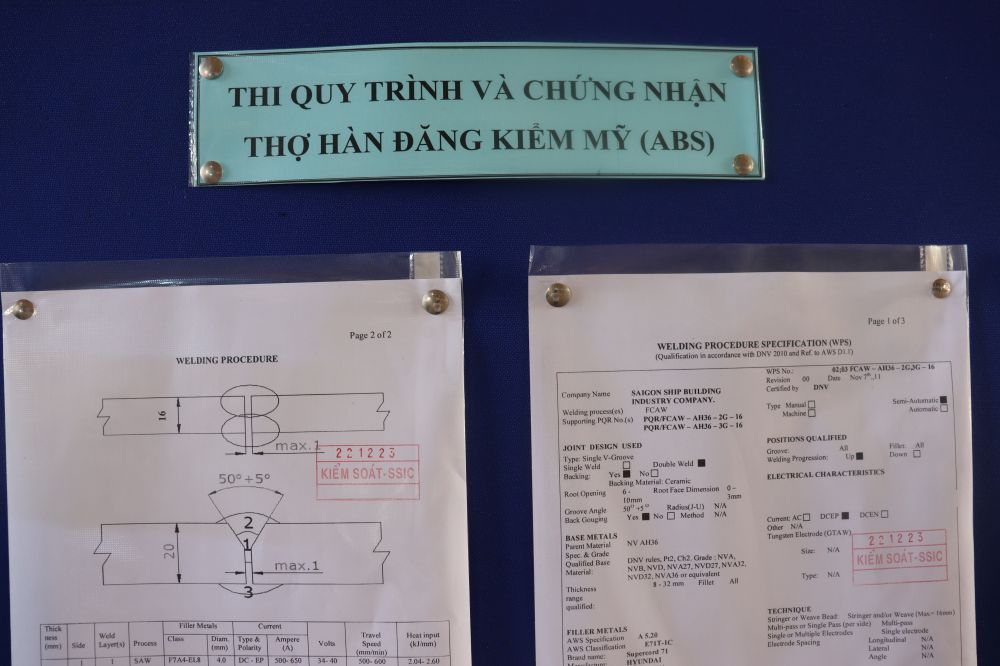 THI QUY TRÌNH VÀ CHỨNG NHẬN
THỢ HÀN ĐĂNG KIỂM MỸ (ABS)
Page 2 of 2
WELDING PROCEDURE
16
max.1
221223
KIỂM SOÁT-SSIC
50°+5°
2
1
20
max.1
3
Thick ness (mm) Side Weld Layer(s) Process Filler Metals Class Diam. (mm) Current Type & Polarity Ampere (A) Volts Travel Speed (mm/min) Heat input (kJ/mm)
1 1 SAW F7A4-EL8 4.0 DC - EP 500- 650 34- 40 500- 600 2.04- 2.60
Page 1 of 3
WELDING PROCEDURE SPECIFICATION (WPS)
(Qualification in accordance with DNV 2010 and Ref. to AWS D1.1)
Company Name SAIGON SHIP BUILDING
INDUSTRY COMPANY.
Welding process(es) FCAW
Supporting PQR No.(s) PQR/FCAW – AH36 – 2G – 16
PQR/FCAW – AH36 – 3G – 16
WPS No.: 02;03 FCAW – AH36 – 2G,3G – 16
Revision 00 Date Nov 7th,,11
Certified by DNV
Type Manual Semi-Automatic
Machine Automatic
JOINT DESIGN USED
Type: Single V-Groove
Single Weld Double Weld
Backing: Yes No
Backing Material: Ceramic
Root Opening 6 - 10mm Root Face Dimension 0 – 3mm
Groove Angle 50° +5° Radius(J-U) N/A
Back Gouging Yes No Method N/A
POSITIONS QUALIFIED
Groove: All Fillet: All
Welding Progression: Up Down
ELECTRICAL CHARACTERISTICS
Current: AC DCEP DCEN
Other N/A
Tungsten Electrode (GTAW)
Size: N/A
Type: N/A
221223
KIỂM SOÁT-SSIC
BASE METALS
Parent Material NV AH36
Spec. & Grade
Qualified Base Material: DNV rules, Pt2, Ch2, Grade : NVA,
NVB, NVD, NVA27, NVD27, NVA32,
NVD32, NVA36 or equivalent
Thickness range qualified: 8 - 32 mm Fillet All
TECHNIQUE
Stringer or Weave Bead: Stringer and/or Weave (Max = 16mm)
Multi-pass or Single Pass (per side) Multi-pass
Single or Multiple Electrodes Single electrode
Electrode Spacing Longitudinal N/A
Lateral N/A
Angle N/A
FILLER METALS
AWS Specification A 5.20
AWS Classification E71T-1C
Brand name: Supercord 71
HYUNDAI